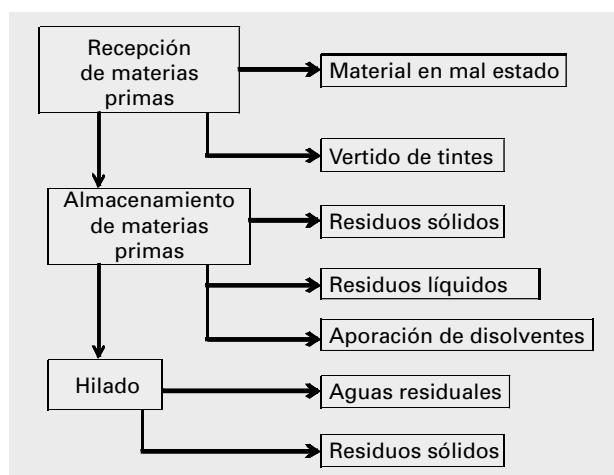 Recepción
de materias
primas
Material en mal estado
Vertido de tintes
Almacenamiento
de materias
primas
Residuos sólidos
Residuos líquidos
Aporación de disolventes
Hilado
Aguas residuales
Residuos sólidos